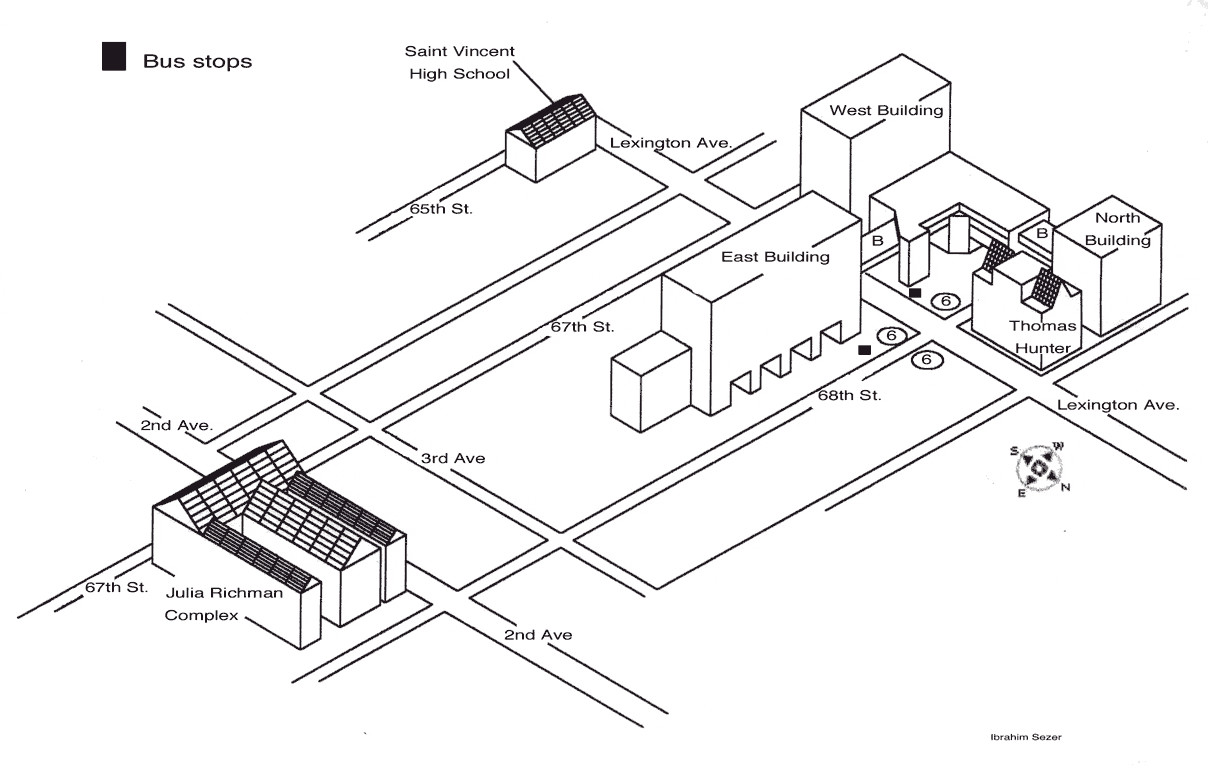 Bus stops
Saint Vincent
High School
Lexington Ave.
West Building
65th St.
North
Building
B
B
East Building
6
67th St.
Thomas
Hunter
6
6
68th St.
Lexington Ave.
2nd Ave.
3rd Ave
S
W
E
N
67th St.
Julia Richman
Complex
2nd Ave
Ibrahim Sezer